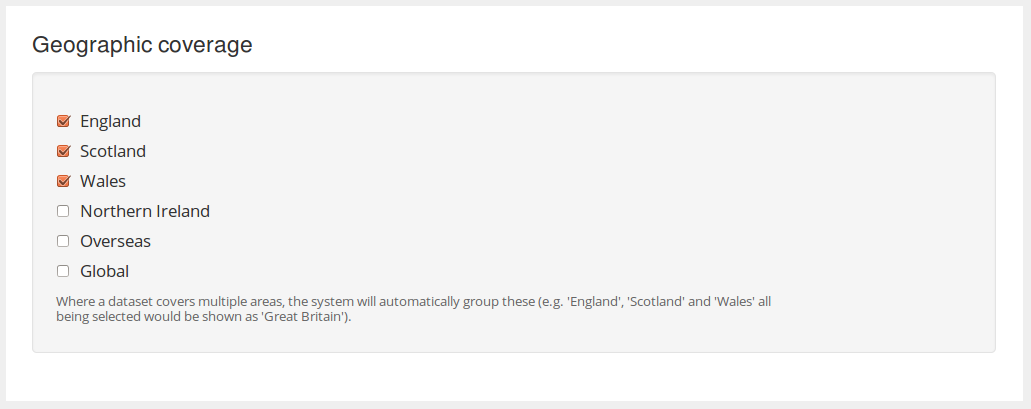 Geographic coverage
England
Scotland
Wales
Northern Ireland
Overseas
Global
Where a dataset covers multiple areas, the system will automatically group these (e.g. 'England', 'Scotland' and 'Wales' all
being selected would be shown as 'Great Britain').